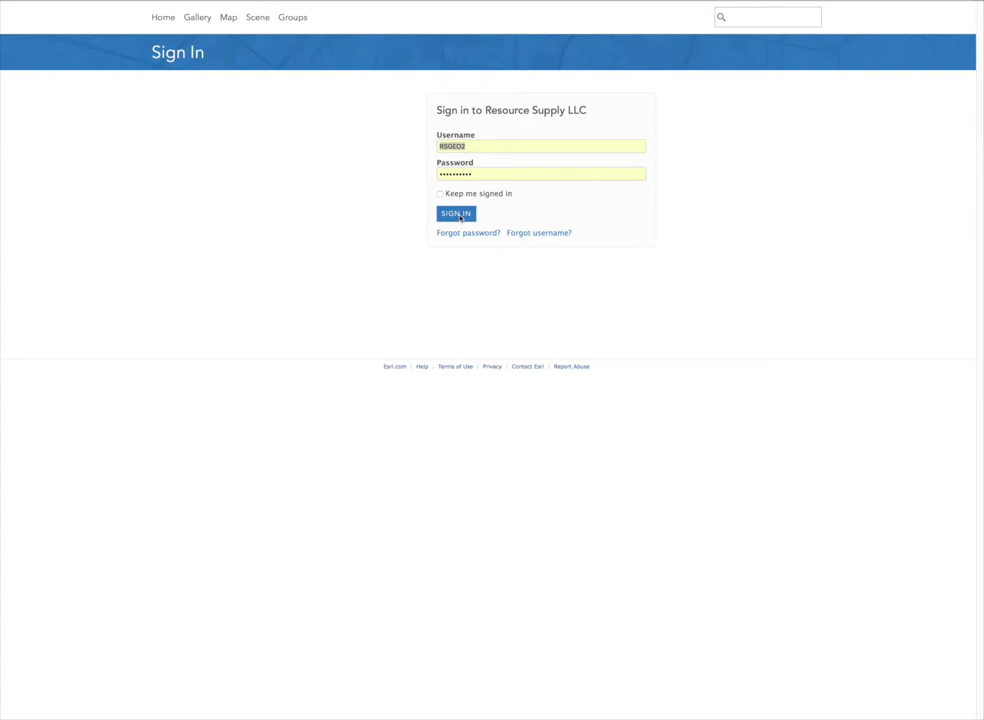 Home Gallery Map Scene Groups
Sign In
Sign in to Resource Supply LLC
Username
RSGEO2
Password
••••••••••
Keep me signed in
SIGN IN
Forgot password? Forgot username?
Esri.com | Help | Terms of Use | Privacy | Contact Esri | Report Abuse